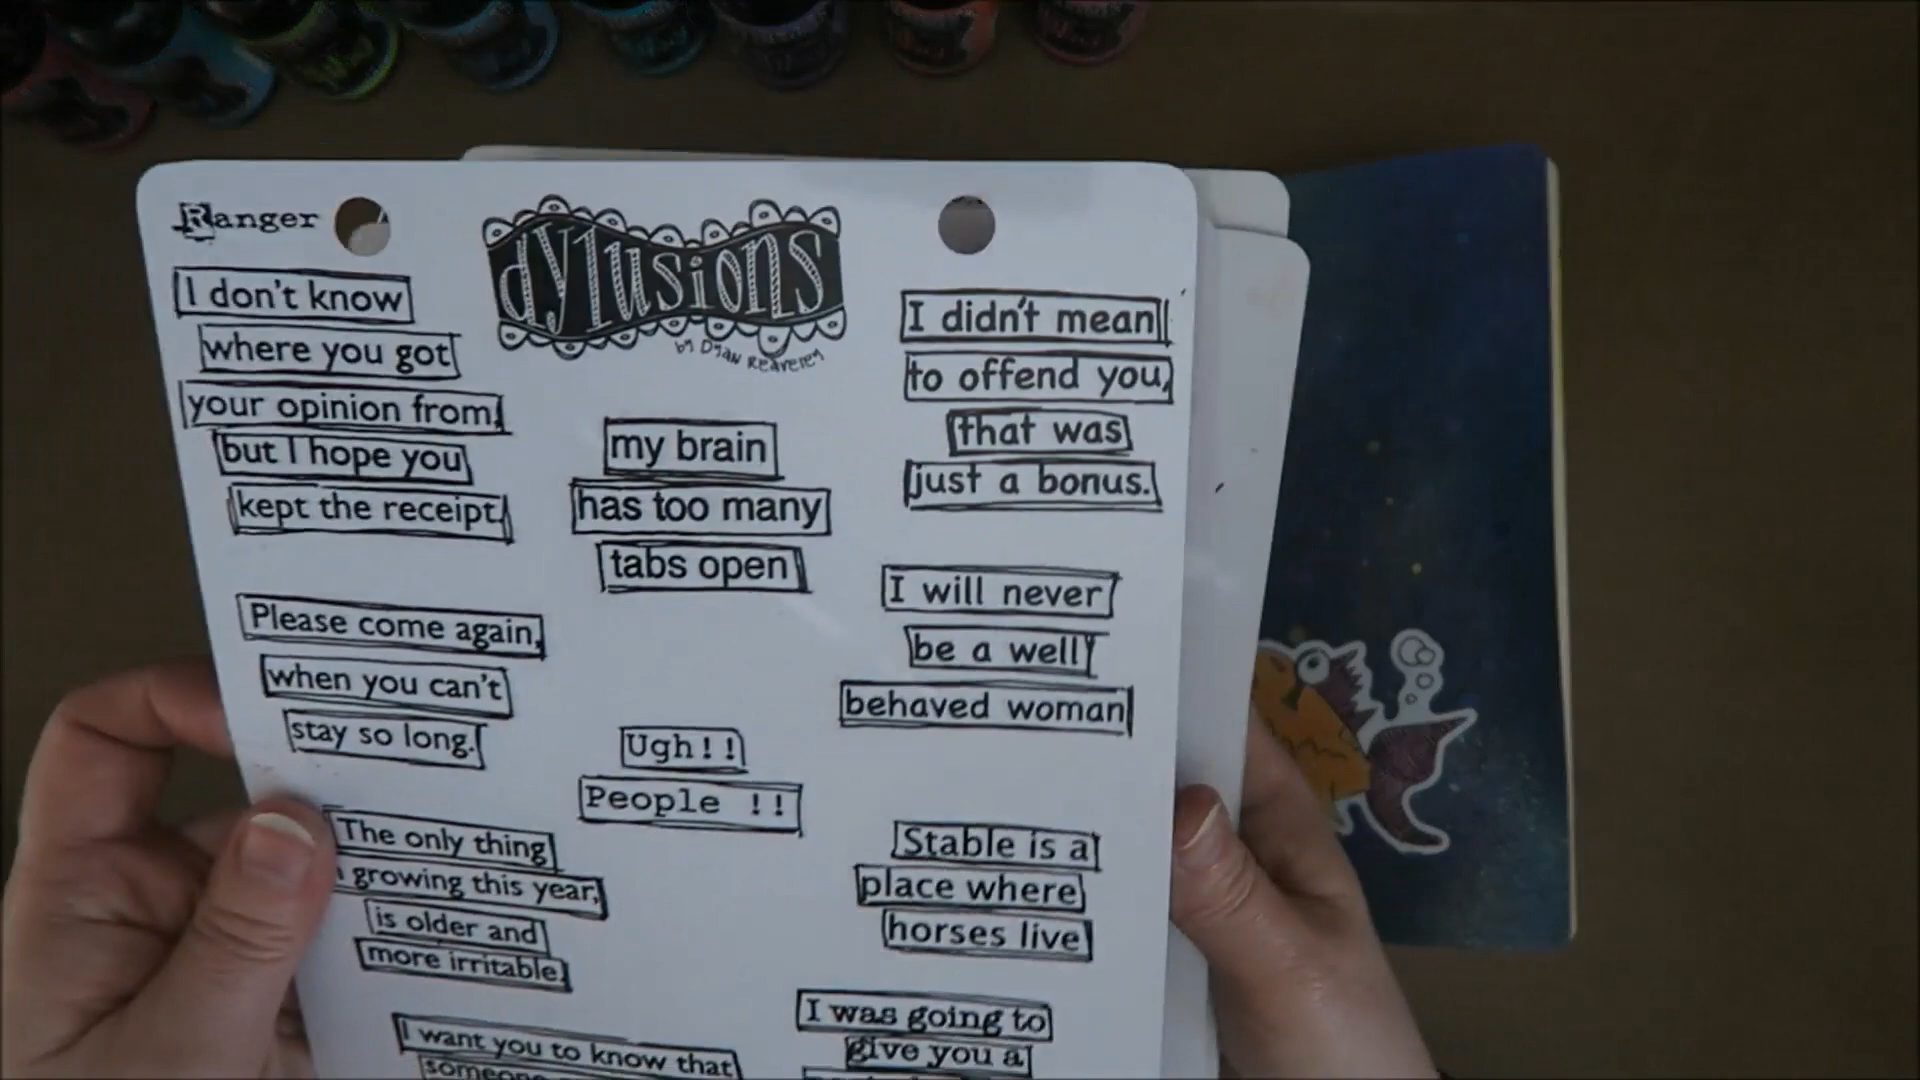 Ranger
dylusions
by Dyan Reaveley
I don't know
where you got
your opinion from,
but I hope you
kept the receipt.
Please come again,
when you can't
stay so long.
The only thing
growing this year,
is older and
more irritable.
I want you to know that
my brain
has too many
tabs open
Ugh!!
People !!
I didn't mean
to offend you,
that was
just a bonus.
I will never
be a well
behaved woman
Stable is a
place where
horses live
I was going to
give you a